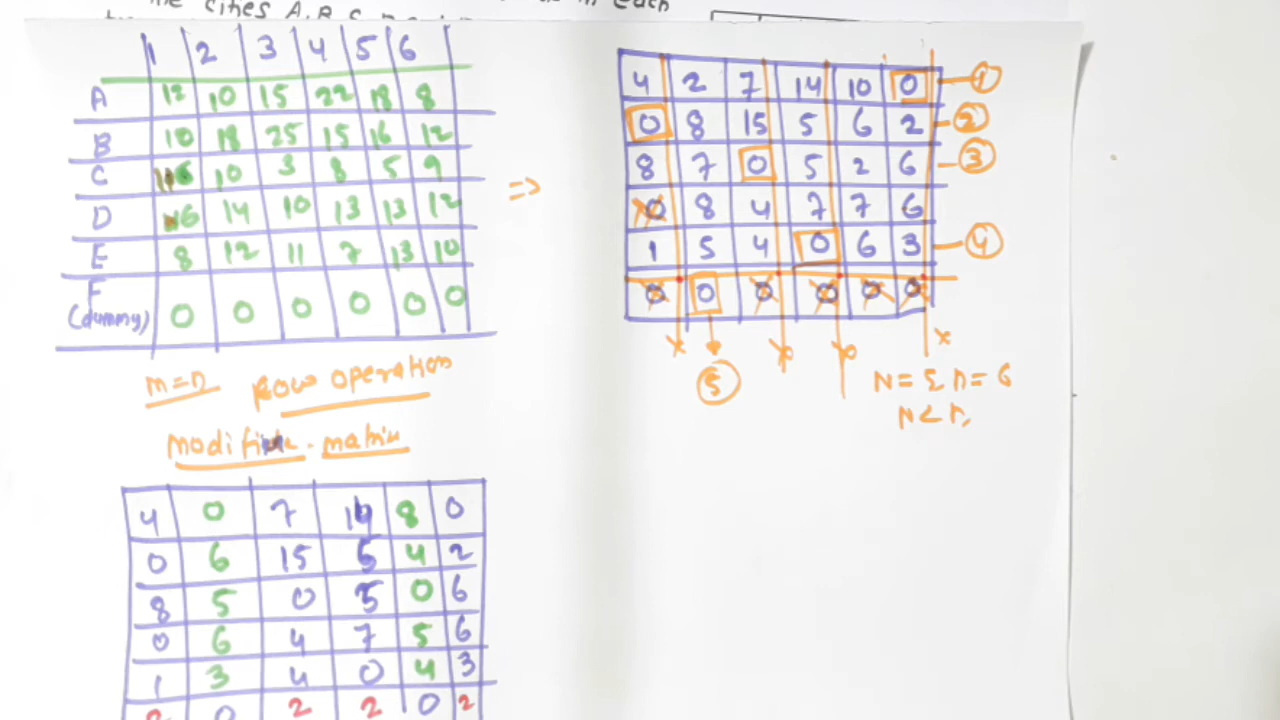 the cities A, B, C
in each
1 2 3 4 5 6
A 12 10 15 22 18 8
B 10 18 25 15 16 12
C 10 3 8 5 9
D 6 14 10 13 13 12
E 8 12 11 7 13 10
F
(dummy) 0 0 0 0 0 0
m=n Row operation
matrix
4 0 7 8 0
0 6 15 5 4 2
8 5 0 5 0 6
0 6 4 7 5 6
1 3 4 0 4 3
2 0 2 2 0 2
=>
4 2 7 14 10 0 1
0 8 15 5 6 2 2
8 7 0 5 2 6 3
0 8 4 7 7 6
1 5 4 0 6 3 4
0 0 0 0 0 0
5
N = Σ n = 6
N < n